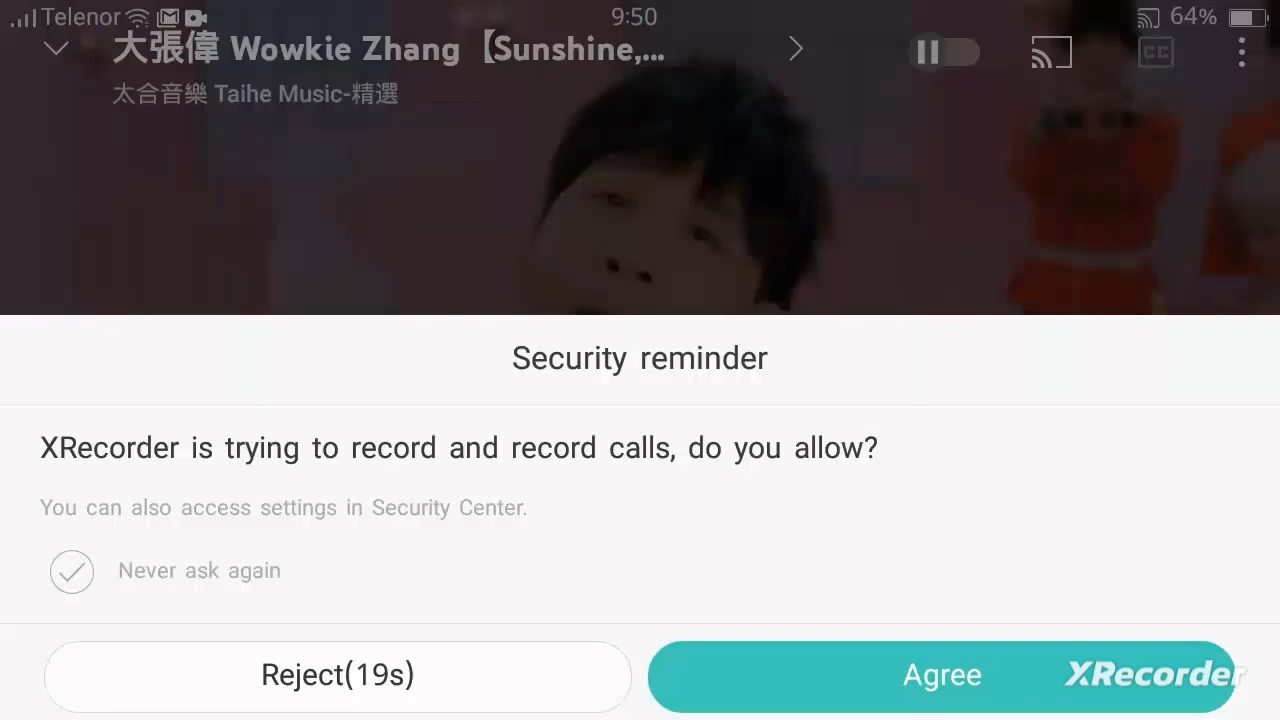 Telenor 9:50 64%
大張偉 Wowkie Zhang【Sunshine,...
CC
太合音樂 Taihe Music-精選
Security reminder
XRecorder is trying to record and record calls, do you allow?
You can also access settings in Security Center.
Never ask again
Reject(19s)
Agree
XRecorder